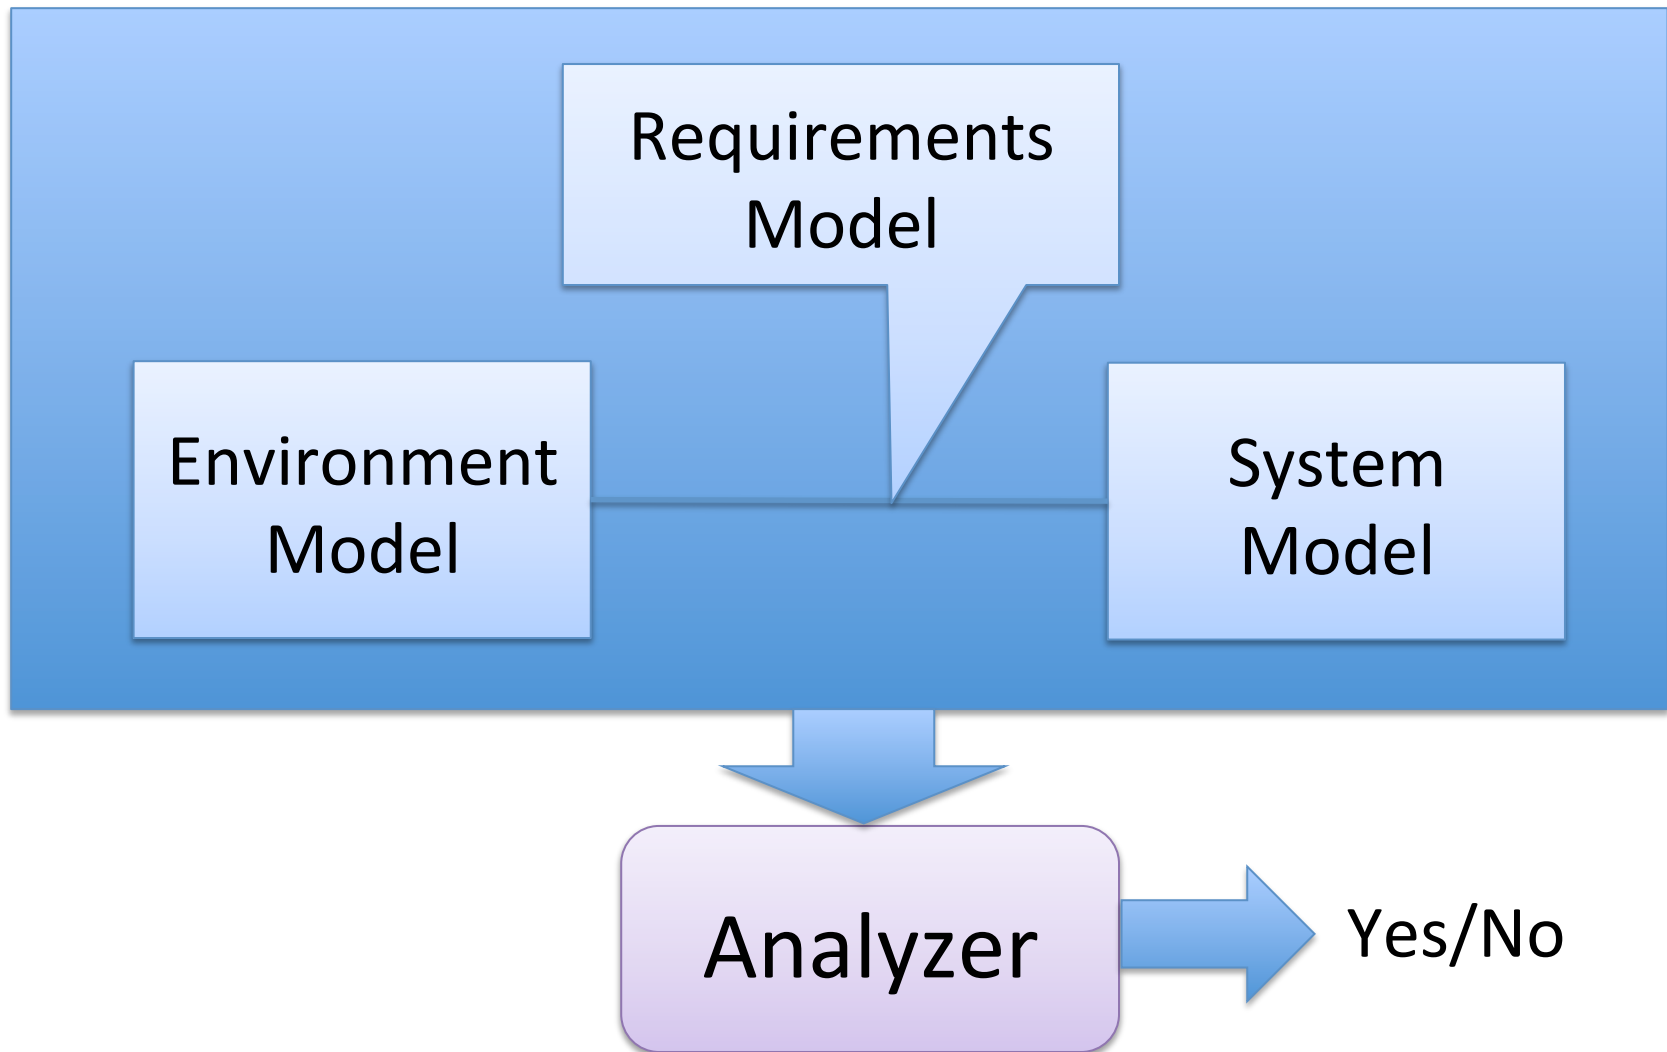 Requirements
Model
Environment
Model
System
Model
Analyzer
Yes/No